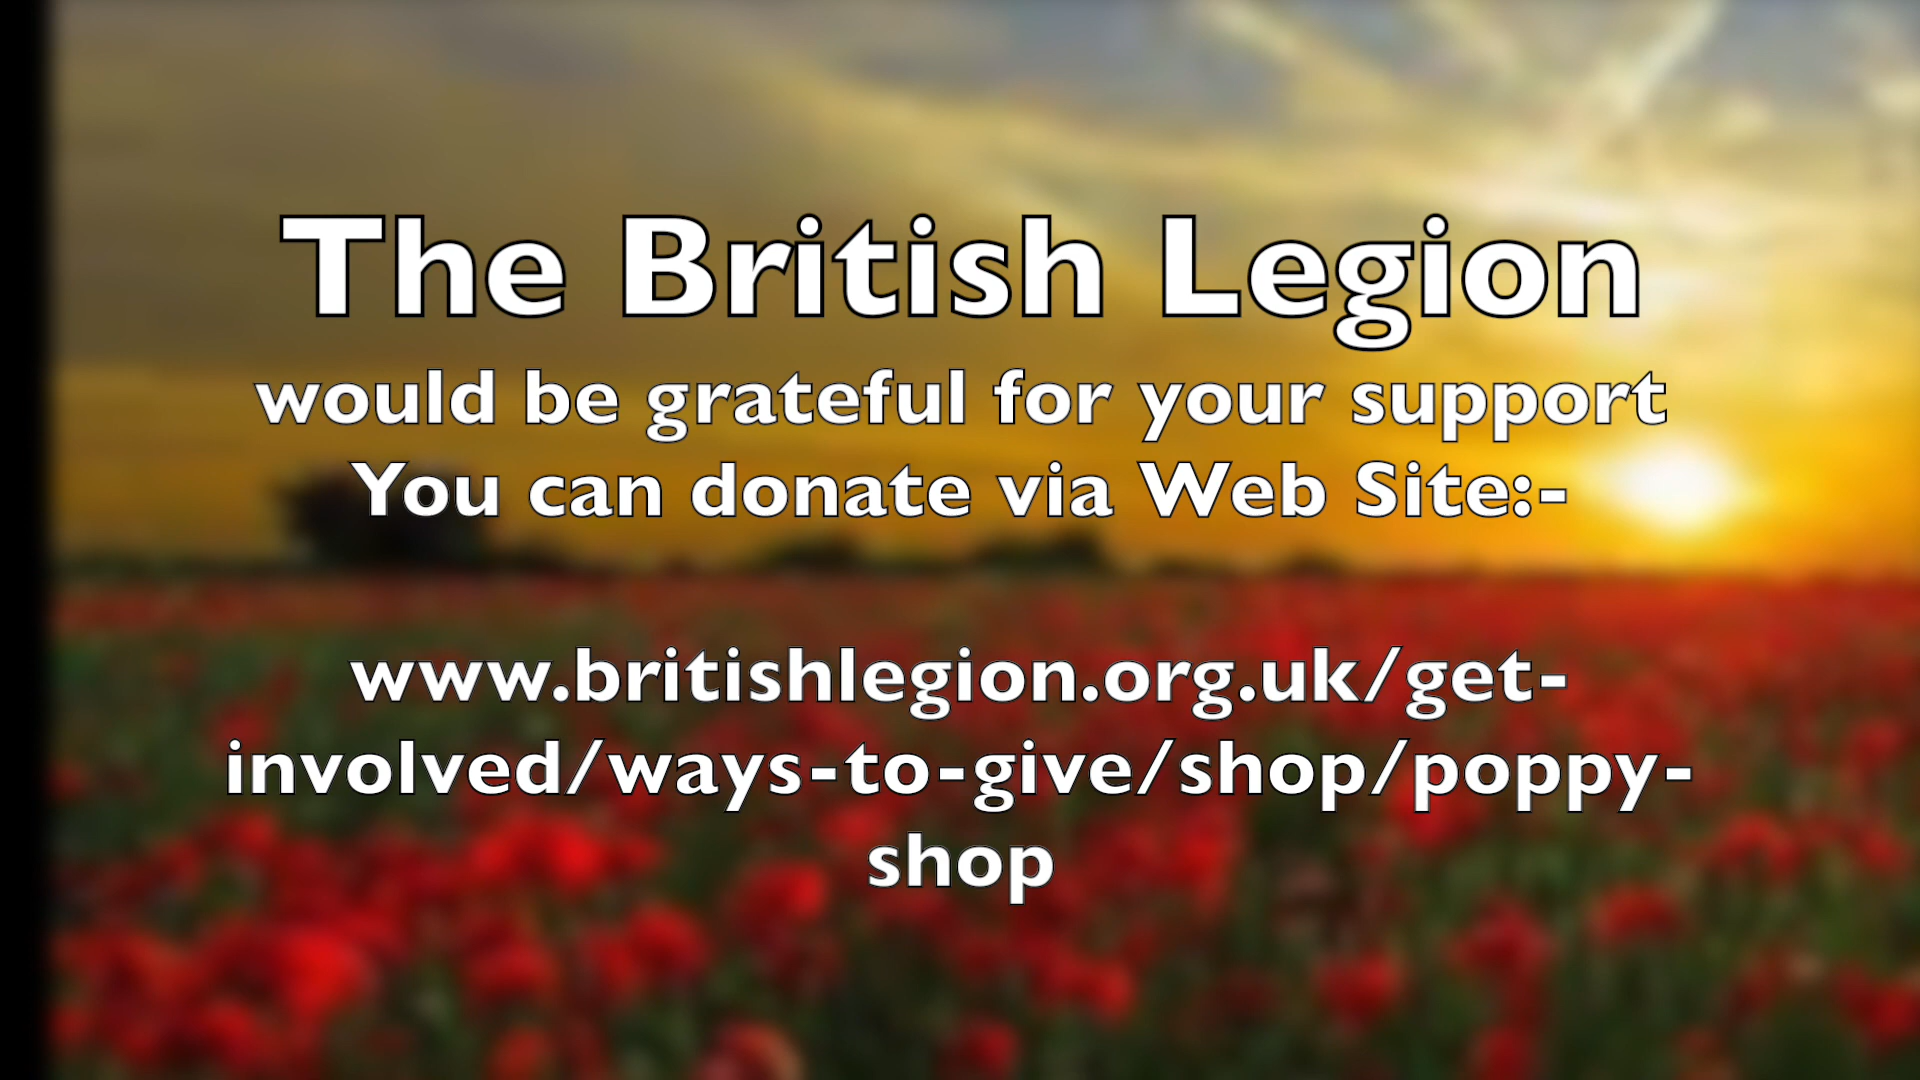 The British Legion
would be grateful for your support
You can donate via Web Site:-
www.britishlegion.org.uk/get-
involved/ways-to-give/shop/poppy-
shop